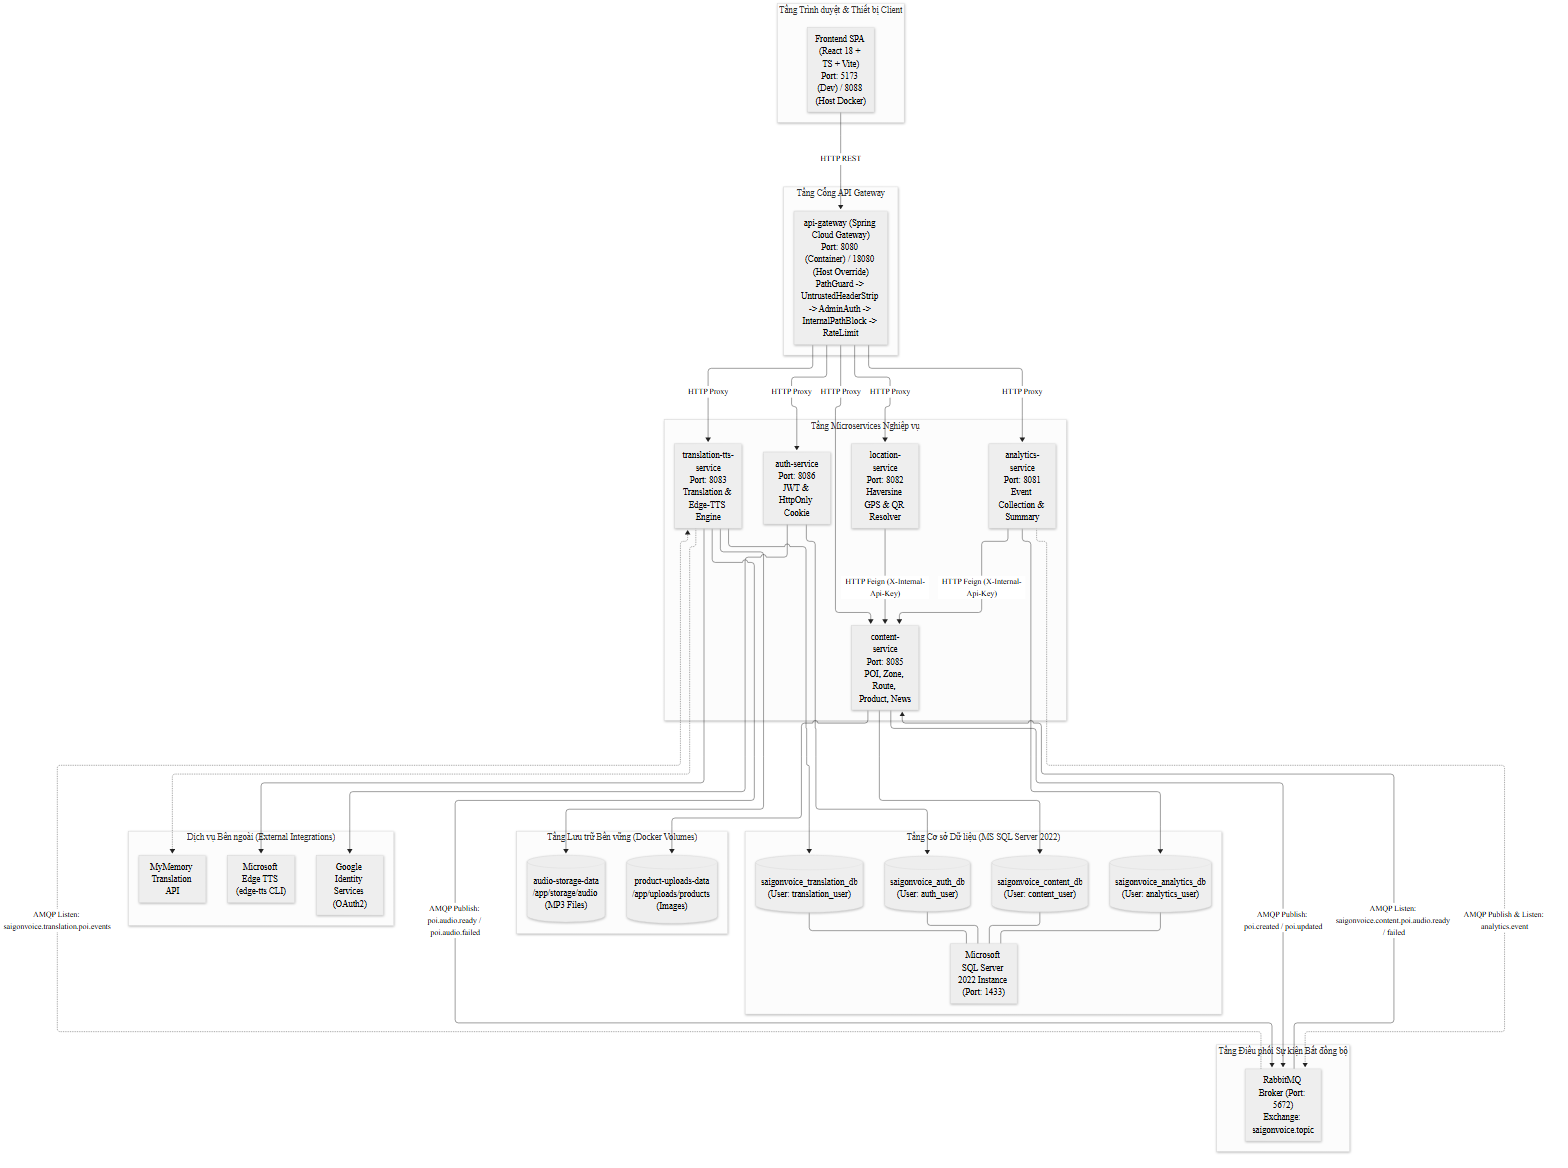 Tầng Trình duyệt & Thiết bị Client
Frontend SPA
(React 18 +
TS + Vite)
Port: 5173
(Dev) / 8088
(Host Docker)
HTTP REST
Tầng Cổng API Gateway
api-gateway (Spring
Cloud Gateway)
Port: 8080
(Container) / 18080
(Host Override)
PathGuard ->
UntrustedHeaderStrip
-> AdminAuth ->
InternalPathBlock ->
RateLimit
HTTP Proxy
HTTP Proxy
HTTP Proxy
HTTP Proxy
HTTP Proxy
Tầng Microservices Nghiệp vụ
translation-tts-
service
Port: 8083
Translation &
Edge-TTS
Engine
auth-service
Port: 8086
JWT &
HttpOnly
Cookie
location-
service
Port: 8082
Haversine
GPS & QR
Resolver
analytics-
service
Port: 8081
Event
Collection &
Summary
HTTP Feign (X-Internal-
Api-Key)
HTTP Feign (X-Internal-
Api-Key)
content-
service
Port: 8085
POI, Zone,
Route,
Product, News
Dịch vụ Bên ngoài (External Integrations)
MyMemory
Translation
API
Microsoft
Edge TTS
(edge-tts CLI)
Google
Identity
Services
(OAuth2)
Tầng Lưu trữ Bền vững (Docker Volumes)
audio-storage-data
/app/storage/audio
(MP3 Files)
product-uploads-data
/app/uploads/products
(Images)
Tầng Cơ sở Dữ liệu (MS SQL Server 2022)
saigonvoice_translation_db
(User: translation_user)
saigonvoice_auth_db
(User: auth_user)
saigonvoice_content_db
(User: content_user)
saigonvoice_analytics_db
(User: analytics_user)
Microsoft
SQL Server
2022 Instance
(Port: 1433)
AMQP Listen:
saigonvoice.translation.poi.events
AMQP Publish:
poi.audio.ready /
poi.audio.failed
AMQP Publish:
poi.created / poi.updated
AMQP Listen:
saigonvoice.content.poi.audio.ready
/ failed
AMQP Publish & Listen:
analytics.event
Tầng Điều phối Sự kiện Bất đồng bộ
RabbitMQ
Broker (Port:
5672)
Exchange:
saigonvoice.topic